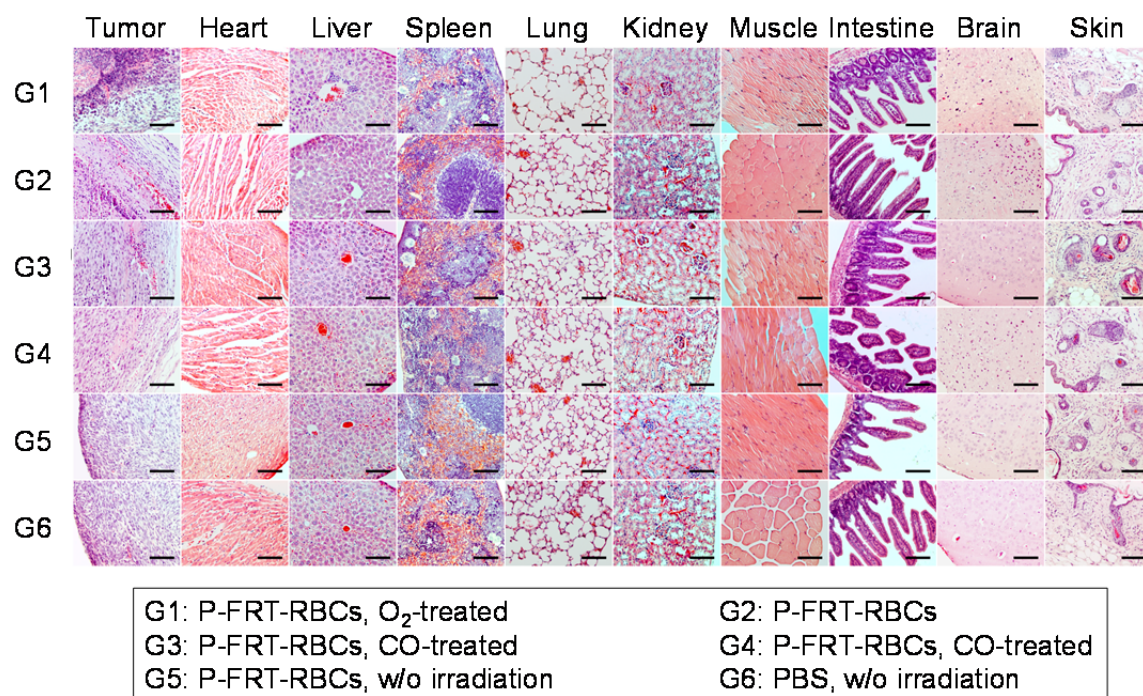 Tumor Heart Liver Spleen Lung Kidney Muscle Intestine Brain Skin
G1
G2
G3
G4
G5
G6
G1: P-FRT-RBCs, O₂-treated G2: P-FRT-RBCs
G3: P-FRT-RBCs, CO-treated G4: P-FRT-RBCs, CO-treated
G5: P-FRT-RBCs, w/o irradiation G6: PBS, w/o irradiation